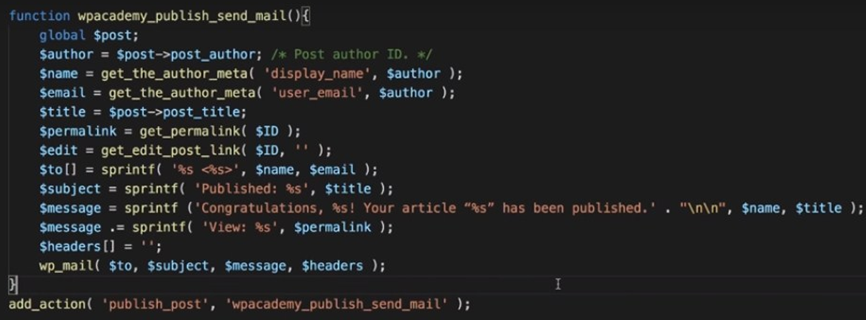 function wpacademy_publish_send_mail(){
global $post;
$author = $post->post_author; /* Post author ID. */
$name = get_the_author_meta( 'display_name', $author );
$email = get_the_author_meta( 'user_email', $author );
$title = $post->post_title;
$permalink = get_permalink( $ID );
$edit = get_edit_post_link( $ID, '' );
$to[] = sprintf( '%s <%s>', $name, $email );
$subject = sprintf( 'Published: %s', $title );
$message = sprintf ('Congratulations, %s! Your article “%s” has been published.' . "\n\n", $name, $title );
$message .= sprintf( 'View: %s', $permalink );
$headers[] = '';
wp_mail( $to, $subject, $message, $headers );
}
add_action( 'publish_post', 'wpacademy_publish_send_mail' );